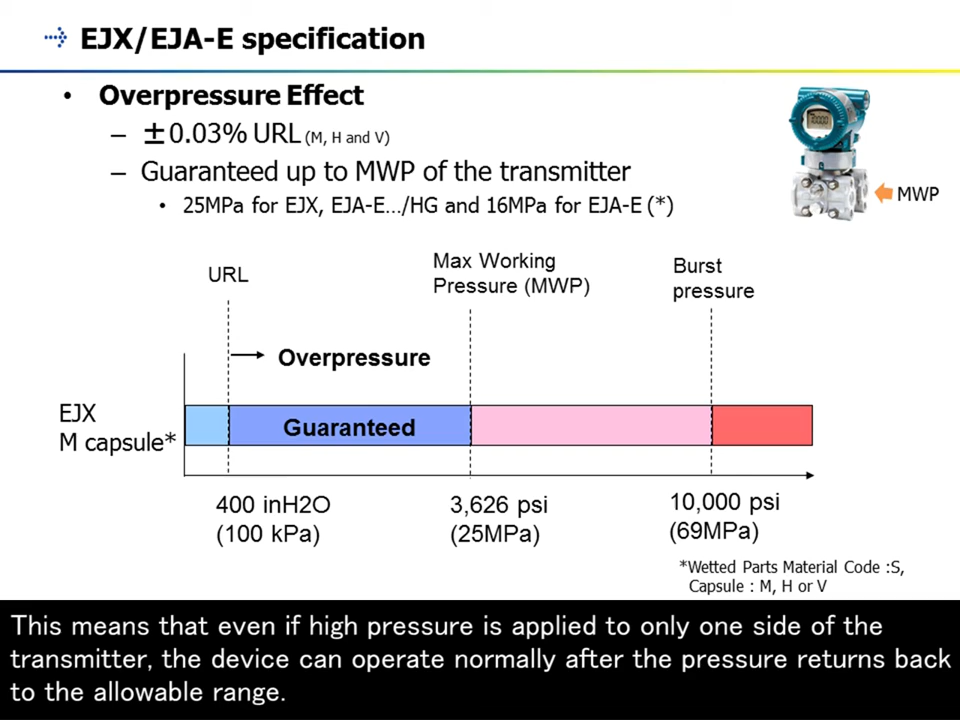 EJX/EJA-E specification
• Overpressure Effect
– ±0.03% URL (M, H and V)
– Guaranteed up to MWP of the transmitter
• 25MPa for EJX, EJA-E…/HG and 16MPa for EJA-E (*)
MWP
URL
Max Working
Pressure (MWP)
Burst
pressure
Overpressure
EJX
M capsule*
Guaranteed
400 inH2O
(100 kPa)
3,626 psi
(25MPa)
10,000 psi
(69MPa)
*Wetted Parts Material Code :S,
Capsule : M, H or V
This means that even if high pressure is applied to only one side of the
transmitter, the device can operate normally after the pressure returns back
to the allowable range.